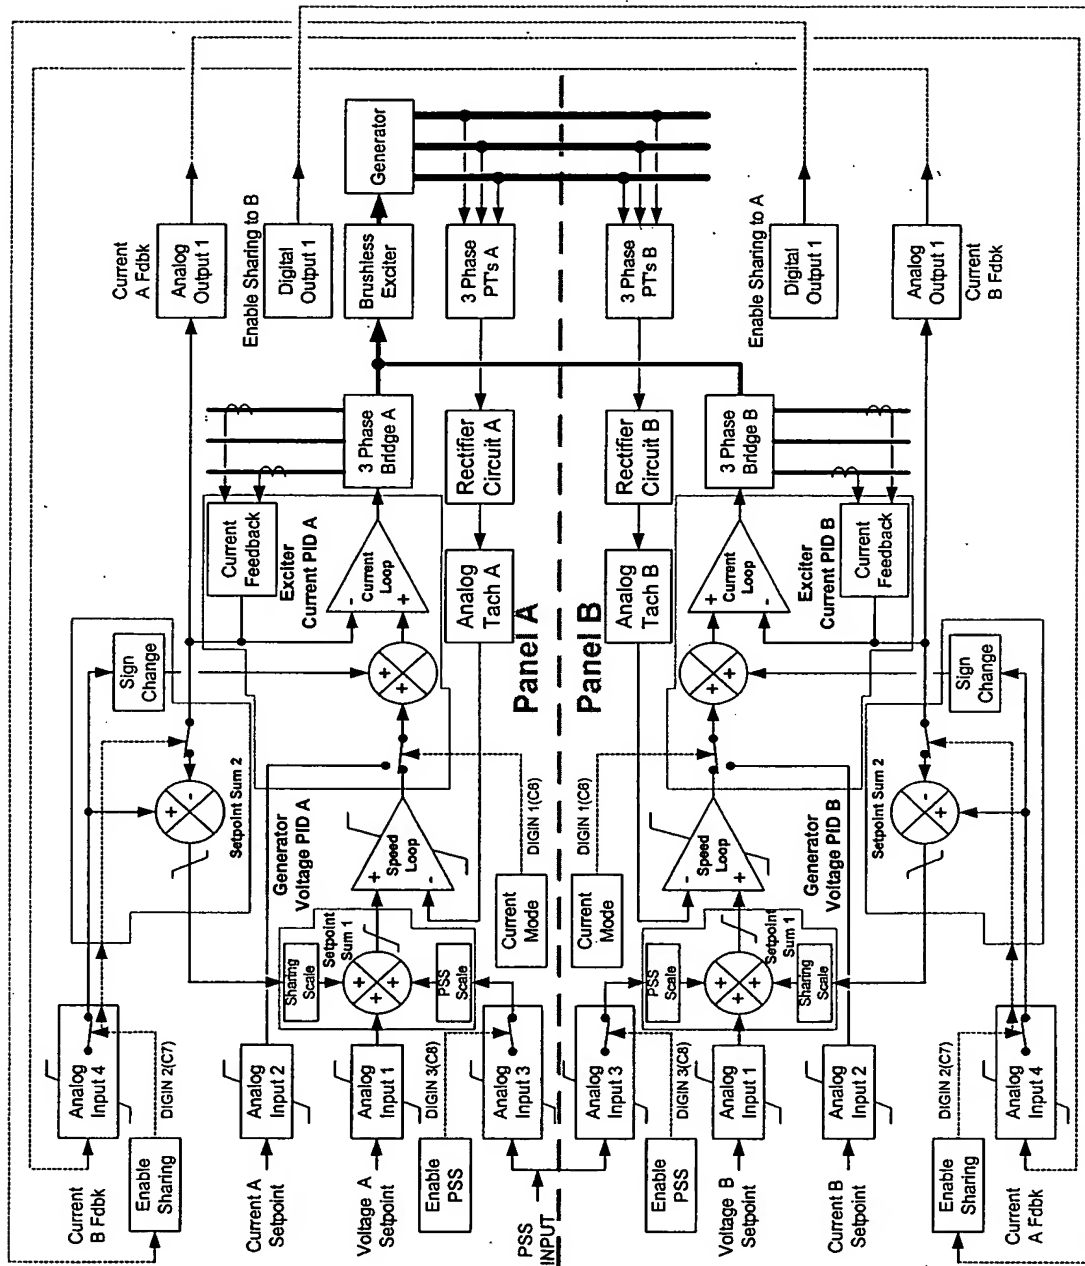 Current
A Fdbk
Analog
Output 1
Enable Sharing to B
Digital
Output 1
Generator
Brushless
Exciter
3 Phase
PT's A
3 Phase
PT's B
Enable Sharing to A
Digital
Output 1
Analog
Output 1
Current
B Fdbk
3 Phase
Bridge A
Rectifier
Circuit A
Rectifier
Circuit B
3 Phase
Bridge B
Current
Feedback
Exciter
Current PID A
-
+
Current
Loop
Analog
Tach A
Analog
Tach B
+
-
Current
Loop
Exciter
Current PID B
Current
Feedback
Sign
Change
+
+
Panel A
Panel B
+
+
Sign
Change
+
-
Setpoint Sum 2
Generator
Voltage PID A
Speed
Loop
+
-
DIGIN 1(C6)
Current
Mode
DIGIN 1(C6)
Current
Mode
-
+
Speed
Loop
Generator
Voltage PID B
Setpoint Sum 2
-
+
Sharing
Scale
Setpoint
Sum 1
+
+
+
PSS
Scale
PSS
Scale
+
+
+
Setpoint
Sum 1
Sharing
Scale
Analog
Input 4
DIGIN 2(C7)
Analog
Input 2
Analog
Input 1
DIGIN 3(C8)
Analog
Input 3
Analog
Input 3
DIGIN 3(C8)
Analog
Input 1
Analog
Input 2
DIGIN 2(C7)
Analog
Input 4
Current
B Fdbk
Enable
Sharing
Current A
Setpoint
Voltage A
Setpoint
Enable
PSS
PSS
INPUT
Enable
PSS
Voltage B
Setpoint
Current B
Setpoint
Enable
Sharing
Current
A Fdbk